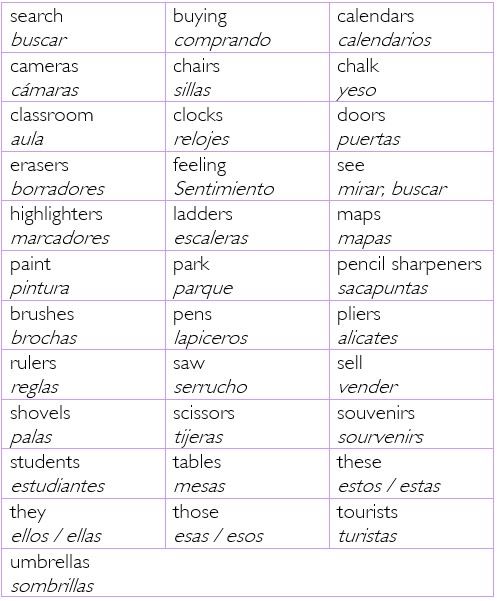 search
buscar
buying
comprando
calendars
calendarios
cameras
cámaras
chairs
sillas
chalk
yeso
classroom
aula
clocks
relojes
doors
puertas
erasers
borradores
feeling
Sentimiento
see
mirar, buscar
highlighters
marcadores
ladders
escaleras
maps
mapas
paint
pintura
park
parque
pencil sharpeners
sacapuntas
brushes
brochas
pens
lapiceros
pliers
alicates
rulers
reglas
saw
serrucho
sell
vender
shovels
palas
scissors
tijeras
souvenirs
sourvenirs
students
estudiantes
tables
mesas
these
estos / estas
they
ellos / ellas
those
esas / esos
tourists
turistas
umbrellas
sombrillas